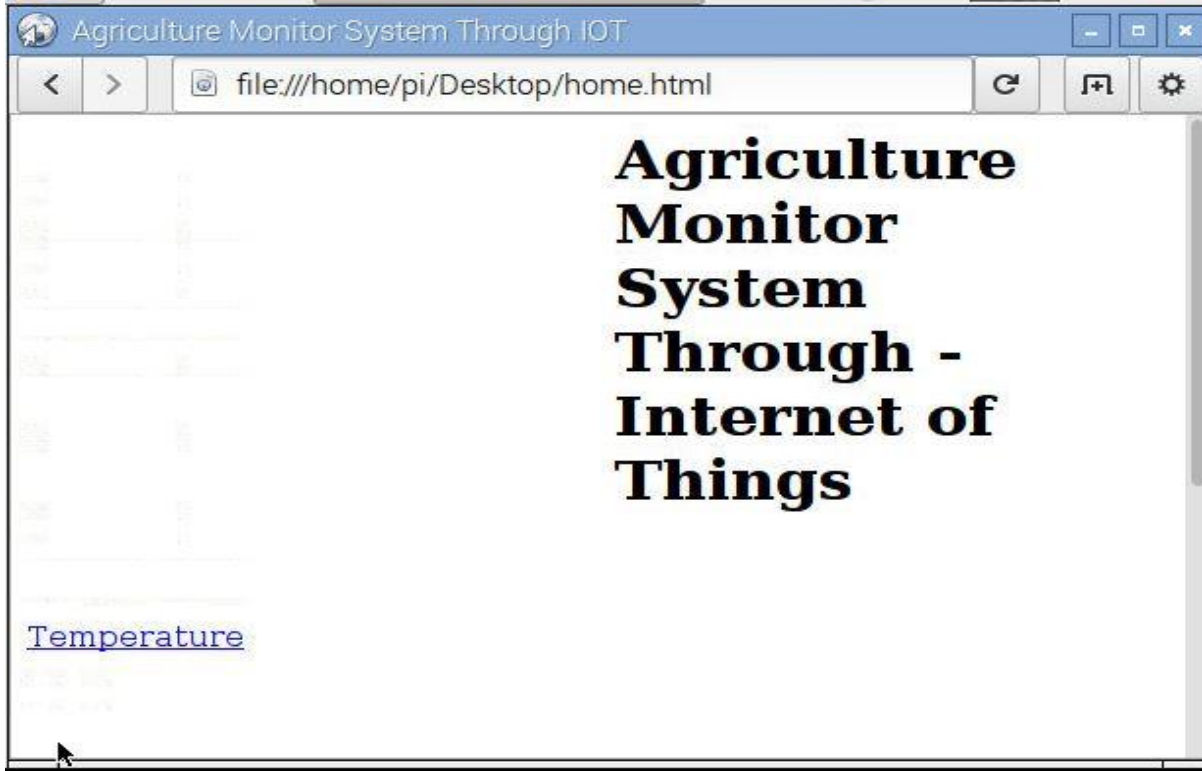 Agriculture Monitor System Through IOT
file:///home/pi/Desktop/home.html
Agriculture
Monitor
System
Through -
Internet of
Things
Temperature